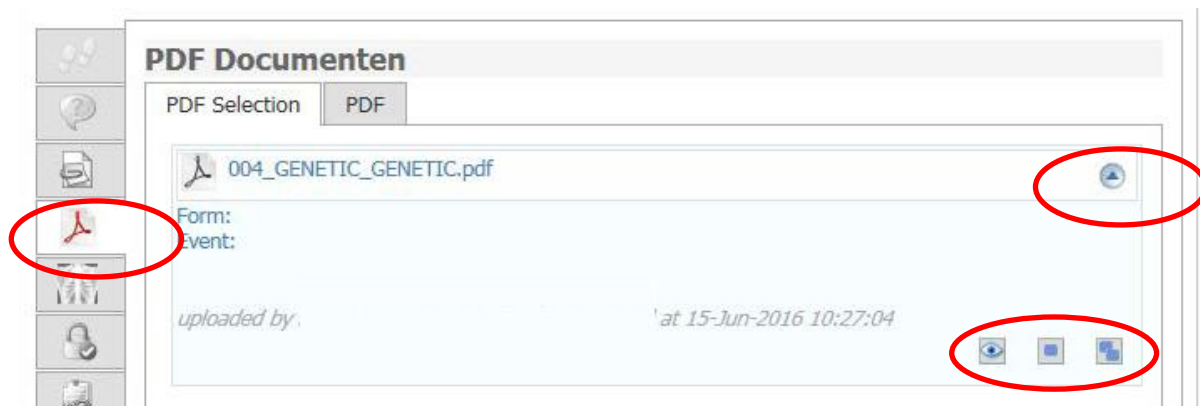 PDF Documenten
PDF Selection PDF
004_GENETIC_GENETIC.pdf
Form:
Event:
uploaded by at 15-Jun-2016 10:27:04